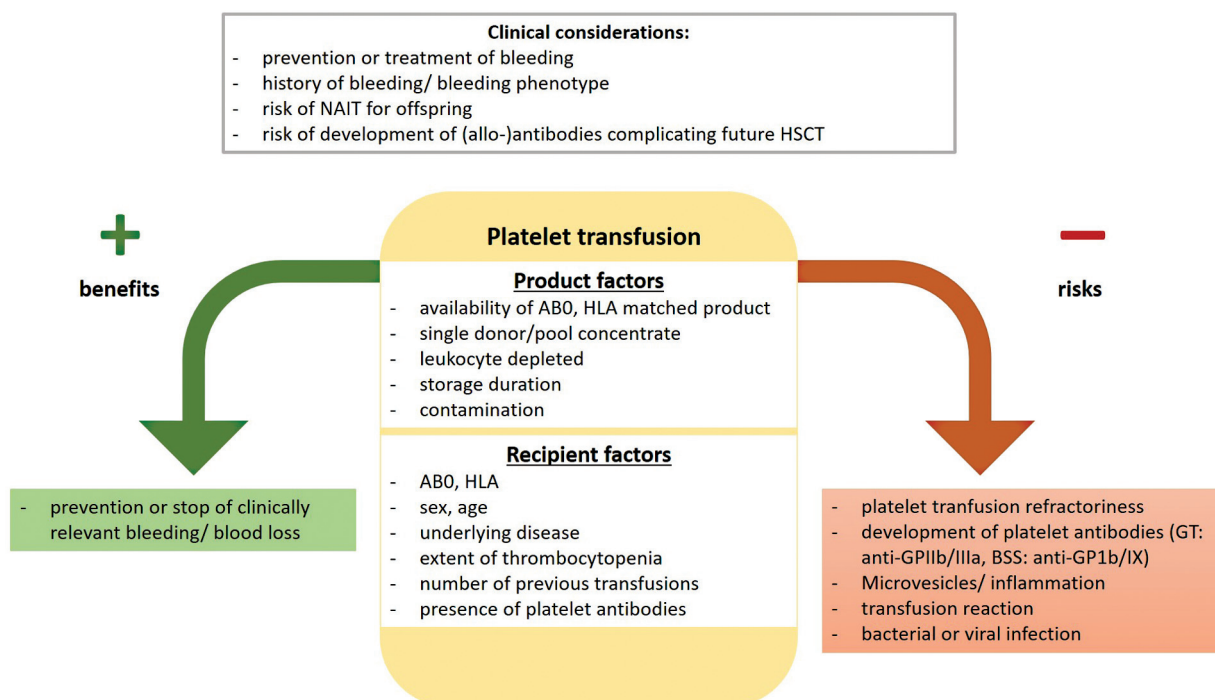 Clinical considerations:
- prevention or treatment of bleeding
- history of bleeding/ bleeding phenotype
- risk of NAIT for offspring
- risk of development of (allo-)antibodies complicating future HSCT
+
benefits
Platelet transfusion
Product factors
- availability of AB0, HLA matched product
- single donor/pool concentrate
- leukocyte depleted
- storage duration
- contamination
Recipient factors
- AB0, HLA
- sex, age
- underlying disease
- extent of thrombocytopenia
- number of previous transfusions
- presence of platelet antibodies
−
risks
- prevention or stop of clinically
relevant bleeding/ blood loss
- platelet tranfusion refractoriness
- development of platelet antibodies (GT:
anti-GPIIb/IIIa, BSS: anti-GP1b/IX)
- Microvesicles/ inflammation
- transfusion reaction
- bacterial or viral infection